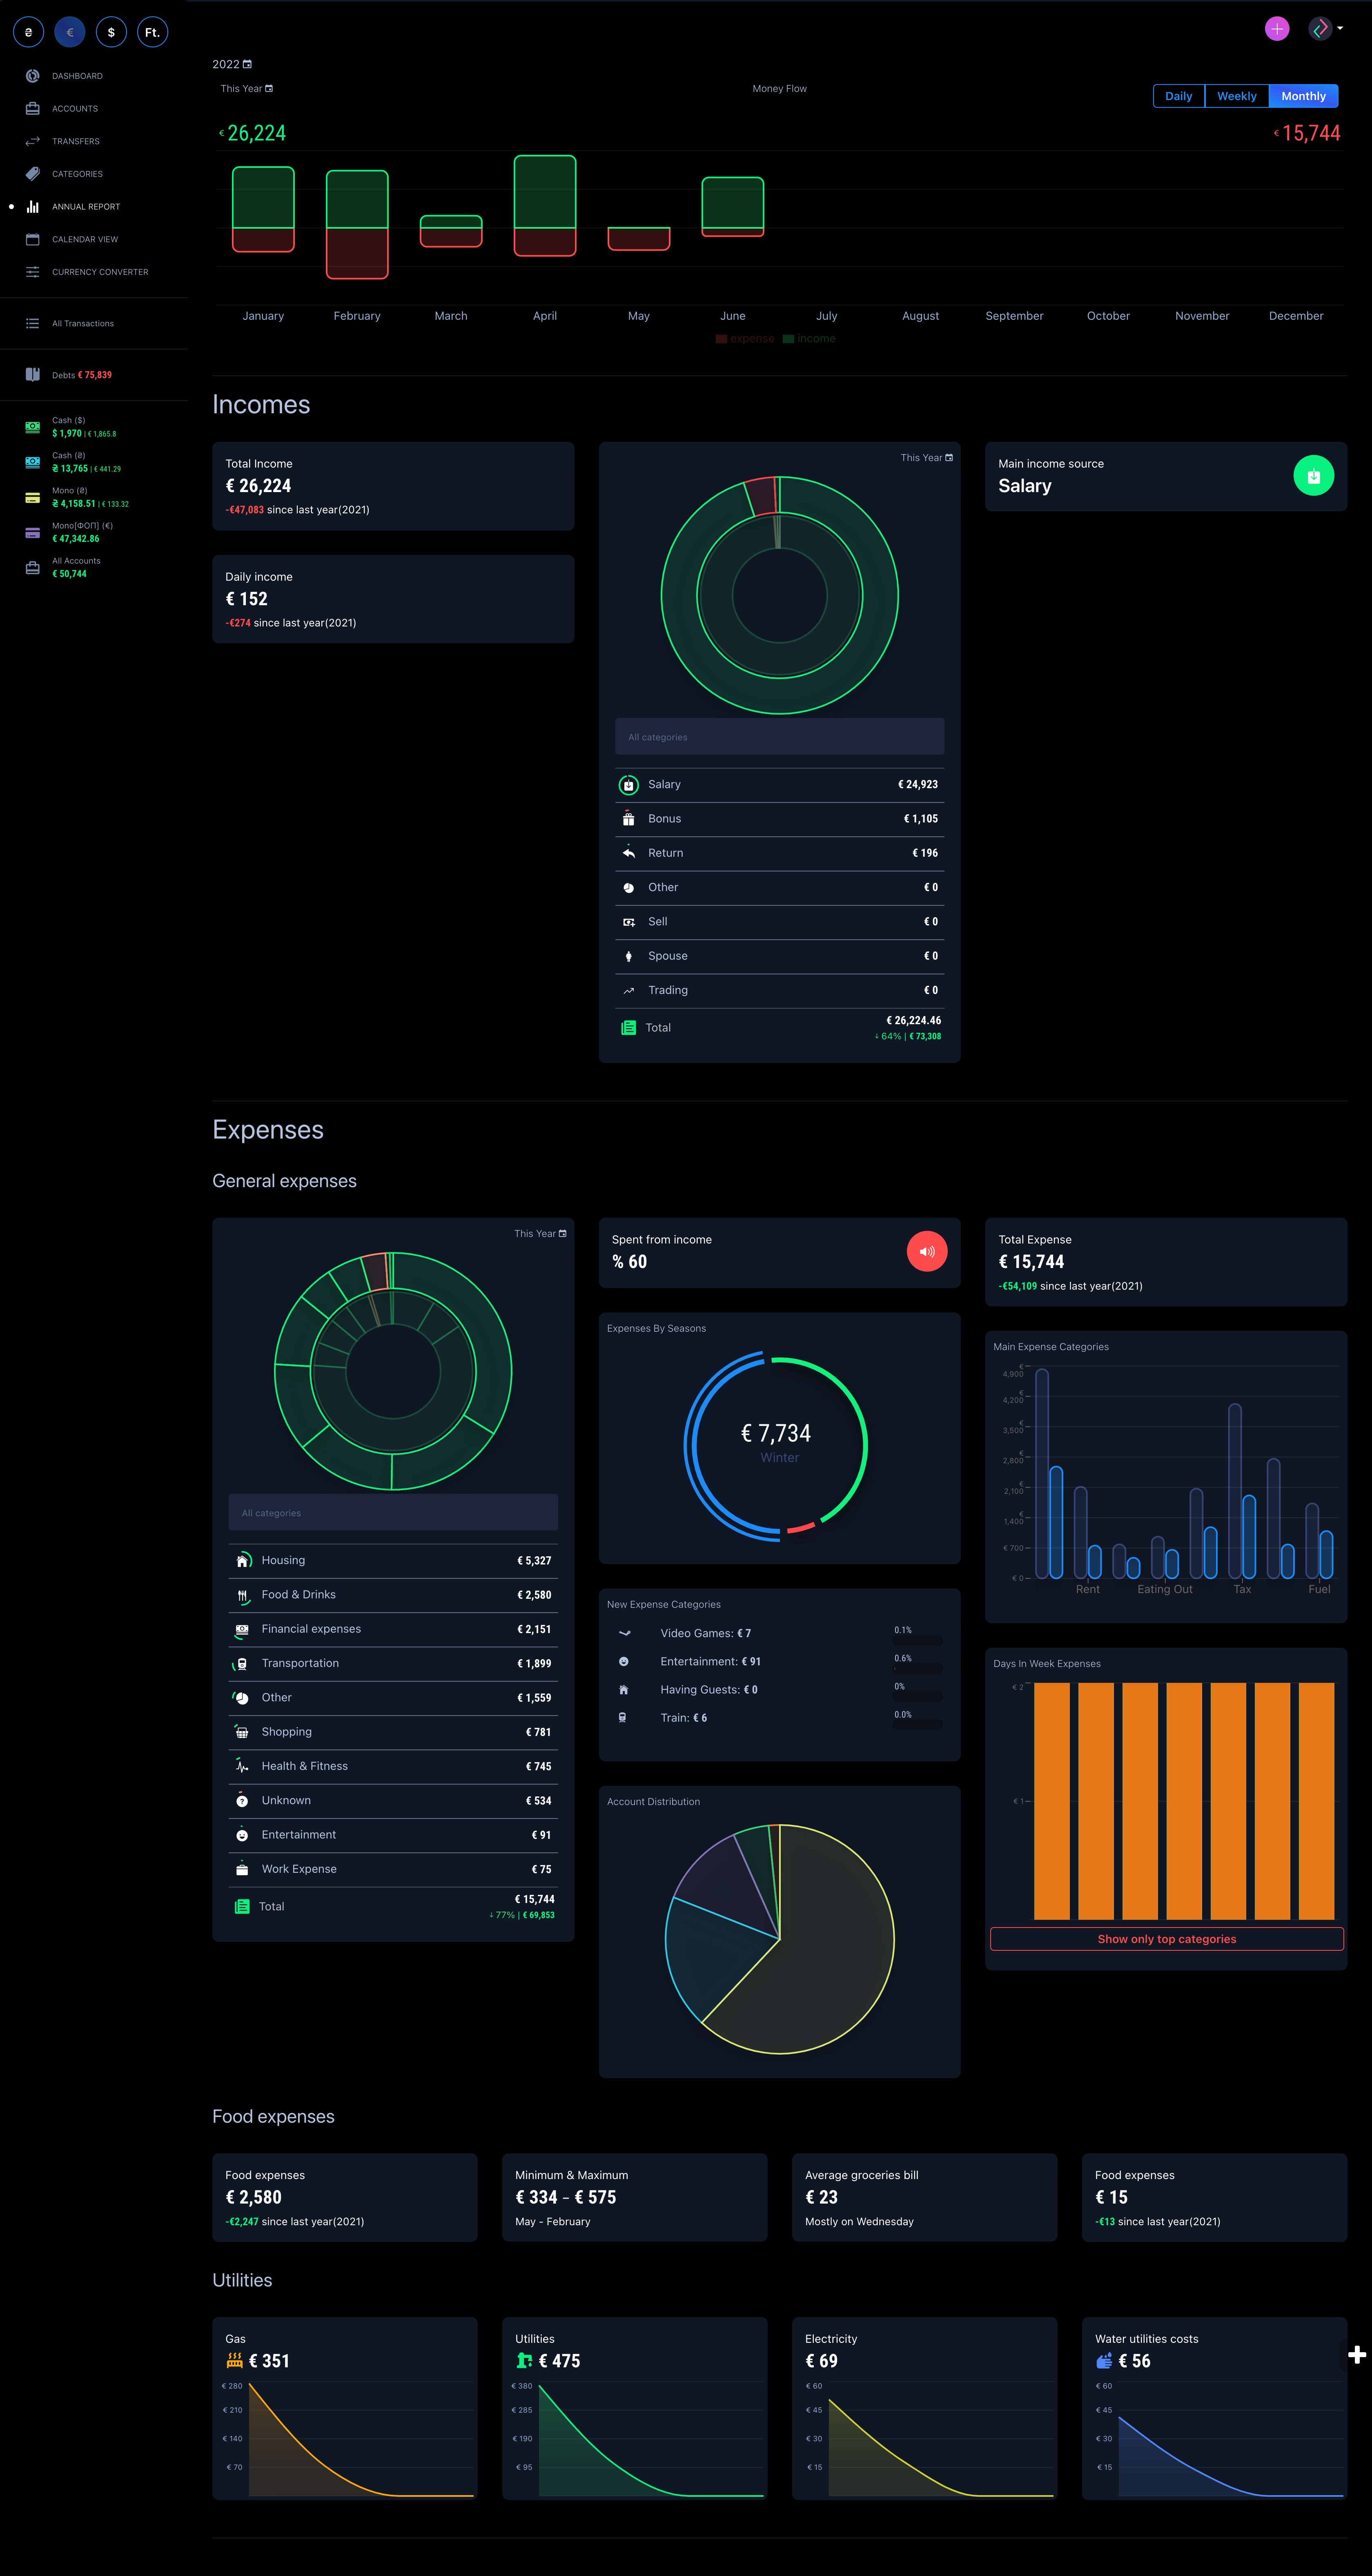 ₴ € $ Ft.
DASHBOARD
ACCOUNTS
TRANSFERS
CATEGORIES
ANNUAL REPORT
CALENDAR VIEW
CURRENCY CONVERTER
All Transactions
Debts € 75,839
Cash ($)
$ 1,970 | € 1,865.8
Cash (₴)
₴ 13,765 | € 441.29
Mono (₴)
₴ 4,158.51 | € 133.32
Mono[ФОП] (€)
€ 47,342.86
All Accounts
€ 50,744
2022
This Year
Money Flow
Daily Weekly Monthly
€ 26,224
€ 15,744
January February March April May June July August September October November December
expense income
Incomes
Total Income
€ 26,224
-€47,083 since last year(2021)
Daily income
€ 152
-€274 since last year(2021)
This Year
All categories
Salary € 24,923
Bonus € 1,105
Return € 196
Other € 0
Sell € 0
Spouse € 0
Trading € 0
Total € 26,224.46
↓ 64% | € 73,308
Main income source
Salary
Expenses
General expenses
This Year
All categories
Housing € 5,327
Food & Drinks € 2,580
Financial expenses € 2,151
Transportation € 1,899
Other € 1,559
Shopping € 781
Health & Fitness € 745
Unknown € 534
Entertainment € 91
Work Expense € 75
Total € 15,744
↓ 77% | € 69,853
Spent from income
% 60
Expenses By Seasons
€ 7,734
Winter
New Expense Categories
Video Games: € 7 0.1%
Entertainment: € 91 0.6%
Having Guests: € 0 0%
Train: € 6 0.0%
Account Distribution
Total Expense
€ 15,744
-€54,109 since last year(2021)
Main Expense Categories
€ 4,900
€ 4,200
€ 3,500
€ 2,800
€ 2,100
€ 1,400
€ 700
€ 0
Rent Eating Out Tax Fuel
Days In Week Expenses
€ 2
€ 1
Show only top categories
Food expenses
Food expenses
€ 2,580
-€2,247 since last year(2021)
Minimum & Maximum
€ 334 - € 575
May - February
Average groceries bill
€ 23
Mostly on Wednesday
Food expenses
€ 15
-€13 since last year(2021)
Utilities
Gas
€ 351
€ 280
€ 210
€ 140
€ 70
Utilities
€ 475
€ 380
€ 285
€ 190
€ 95
Electricity
€ 69
€ 60
€ 45
€ 30
€ 15
Water utilities costs
€ 56
€ 60
€ 45
€ 30
€ 15